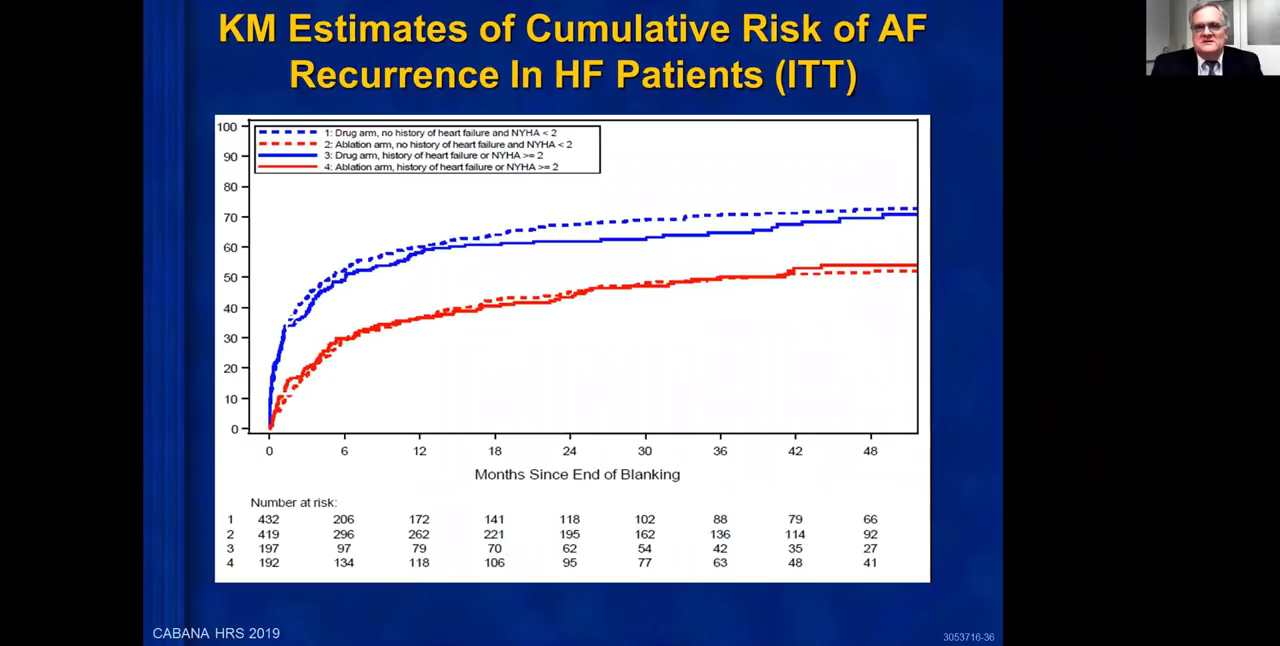 KM Estimates of Cumulative Risk of AF
Recurrence In HF Patients (ITT)
1: Drug arm, no history of heart failure and NYHA < 2
2: Ablation arm, no history of heart failure and NYHA < 2
3: Drug arm, history of heart failure or NYHA >= 2
4: Ablation arm, history of heart failure or NYHA >= 2
100
90
80
70
60
50
40
30
20
10
0
0 6 12 18 24 30 36 42 48
Months Since End of Blanking
Number at risk:
1 432 206 172 141 118 102 88 79 66
2 419 296 262 221 195 162 136 114 92
3 197 97 79 70 62 54 42 35 27
4 192 134 118 106 95 77 63 48 41
CABANA HRS 2019
3053716-36